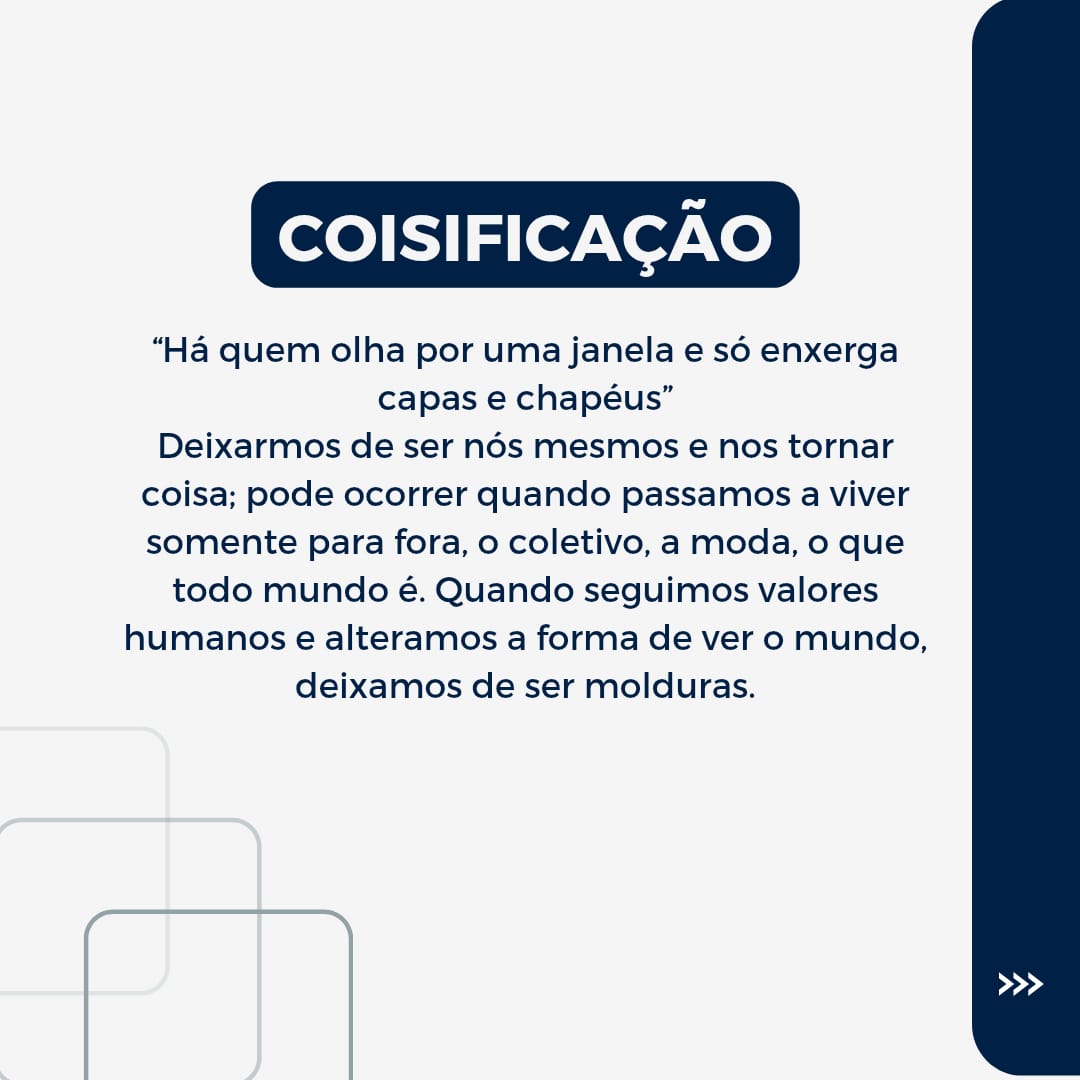 COISIFICAÇÃO
“Há quem olha por uma janela e só enxerga
capas e chapéus”
Deixarmos de ser nós mesmos e nos tornar
coisa; pode ocorrer quando passamos a viver
somente para fora, o coletivo, a moda, o que
todo mundo é. Quando seguimos valores
humanos e alteramos a forma de ver o mundo,
deixamos de ser molduras.